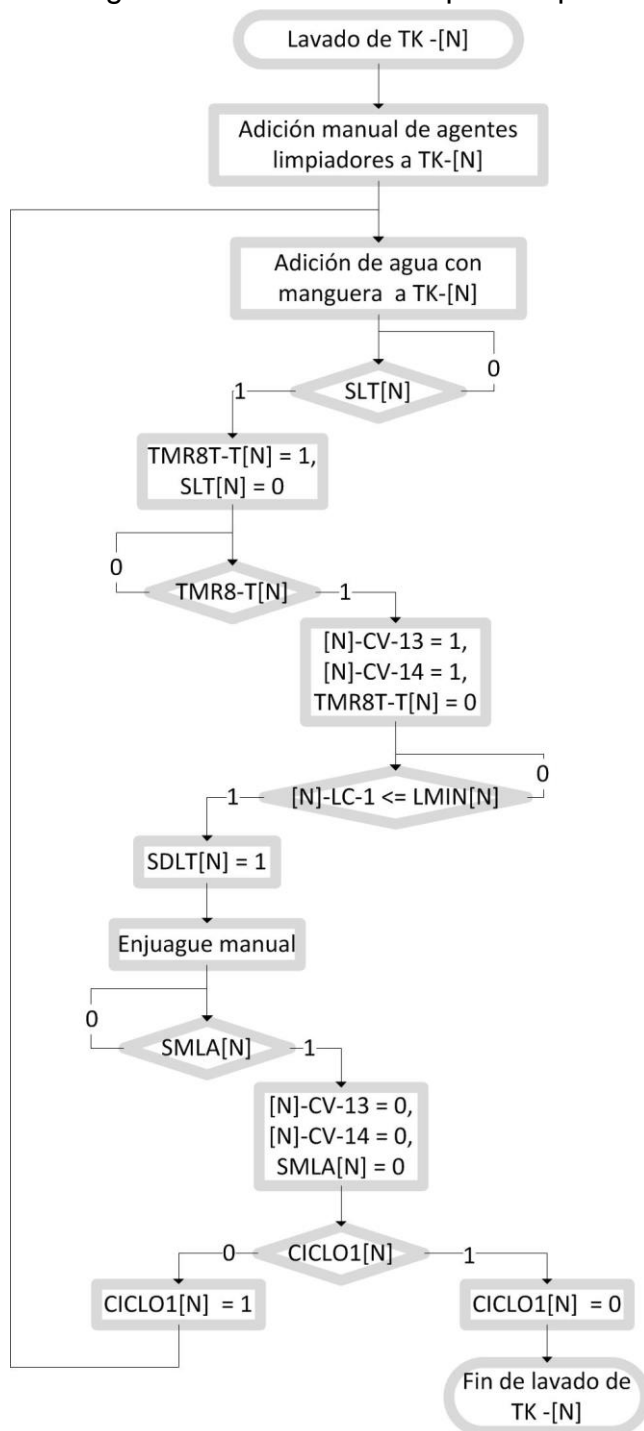 Lavado de TK -[N]
Adición manual de agentes
limpiadores a TK-[N]
Adición de agua con
manguera a TK-[N]
0
SLT[N]
1
TMR8T-T[N] = 1,
SLT[N] = 0
0
TMR8-T[N]
1
[N]-CV-13 = 1,
[N]-CV-14 = 1,
TMR8T-T[N] = 0
0
[N]-LC-1 <= LMIN[N]
1
SDLT[N] = 1
Enjuague manual
0
SMLA[N]
1
[N]-CV-13 = 0,
[N]-CV-14 = 0,
SMLA[N] = 0
0
CICLO1[N]
1
CICLO1[N] = 1
CICLO1[N] = 0
Fin de lavado de
TK -[N]